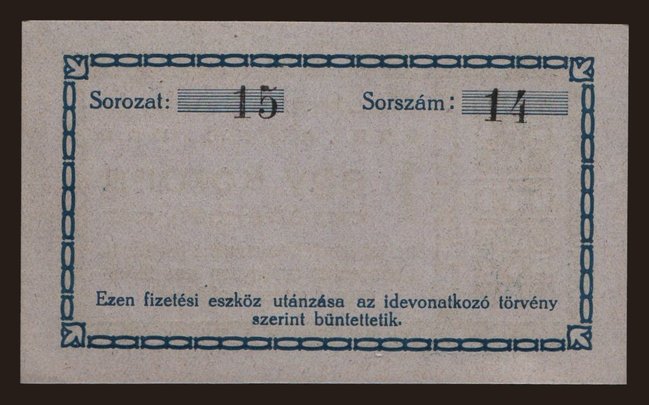 Sorozat: 15 Sorszám: 14
Ezen fizetési eszköz utánzása az idevonatkozó törvény
szerint büntettetik.